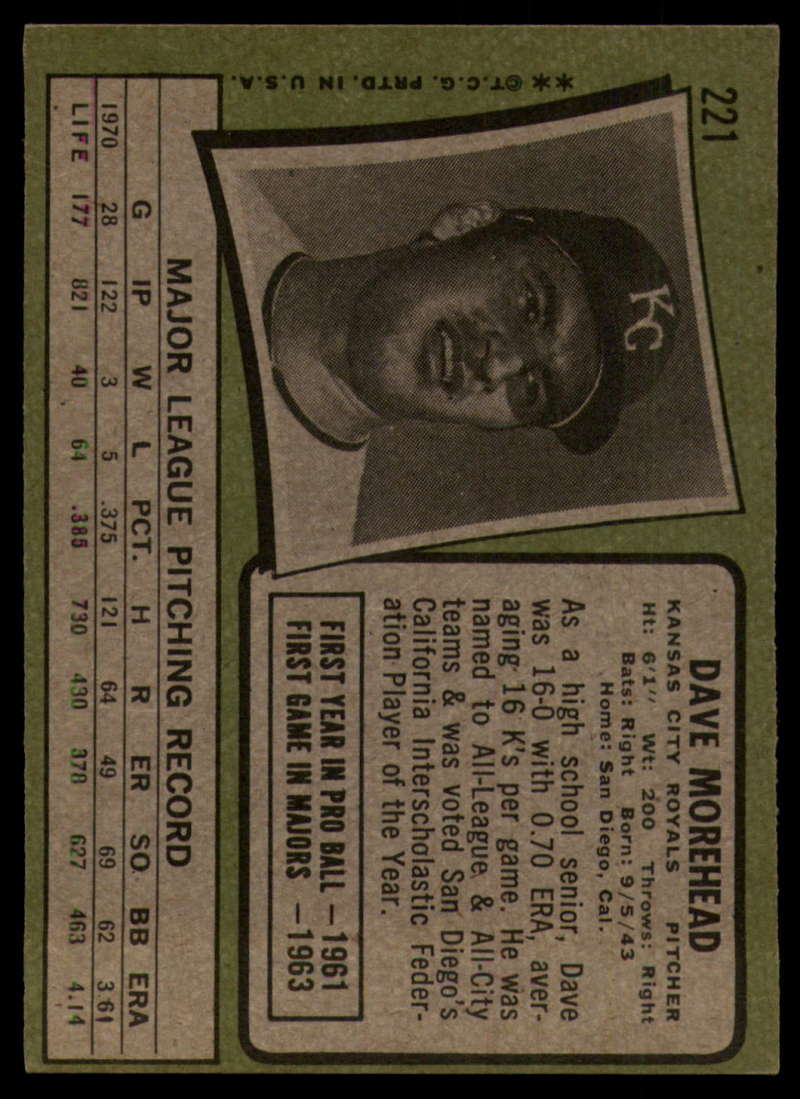 221
**©T.C.G. PRTD. IN U.S.A.
KC
DAVE MOREHEAD
KANSAS CITY ROYALS PITCHER
Ht: 6'1" Wt: 200 Throws: Right
Bats: Right Born: 9/5/43
Home: San Diego, Cal.
As a high school senior, Dave
was 16-0 with 0.70 ERA, aver-
aging 16 K's per game. He was
named to All-League & All-City
teams & was voted San Diego's
California Interscholastic Feder-
ation Player of the Year.
FIRST YEAR IN PRO BALL —1961
FIRST GAME IN MAJORS —1963
MAJOR LEAGUE PITCHING RECORD
G IP W L PCT. H R ER SO BB ERA
1970 28 122 3 5 .375 121 64 49 69 62 3.61
LIFE 177 821 40 64 .385 730 430 378 627 463 4.14